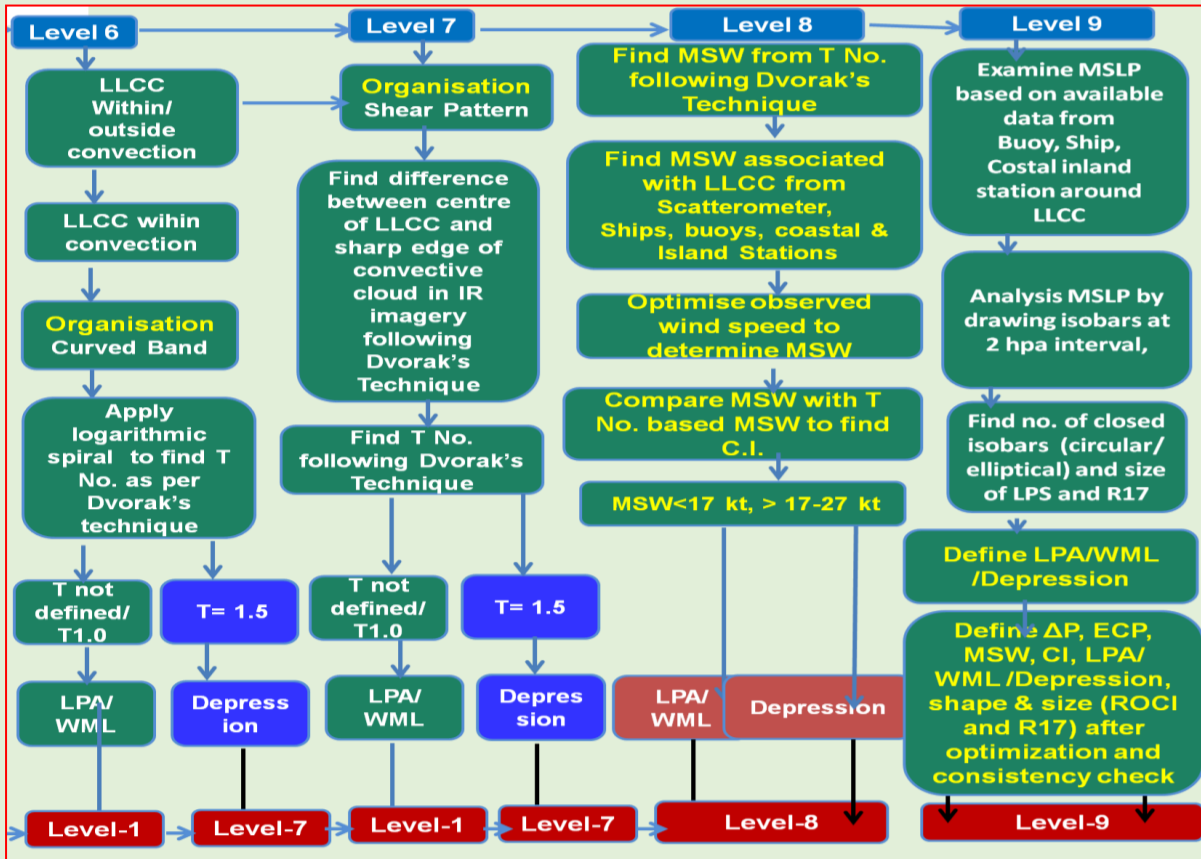 Level 6
LLCC
Within/
outside
convection
LLCC wihin
convection
Organisation
Curved Band
Apply
logarithmic
spiral to find T
No. as per
Dvorak's
technique
T not
defined/
T1.0
T= 1.5
LPA/
WML
Depress
ion
Level-1
Level-7
Level 7
Organisation
Shear Pattern
Find difference
between centre
of LLCC and
sharp edge of
convective
cloud in IR
imagery
following
Dvorak's
Technique
Find T No.
following Dvorak's
Technique
T not
defined/
T1.0
T= 1.5
LPA/
WML
Depres
sion
Level-1
Level-7
Level 8
Find MSW from T No.
following Dvorak's
Technique
Find MSW associated
with LLCC from
Scatterometer,
Ships, buoys, coastal &
Island Stations
Optimise observed
wind speed to
determine MSW
Compare MSW with T
No. based MSW to find
C.I.
MSW<17 kt, > 17-27 kt
LPA/
WML
Depression
Level-8
Level 9
Examine MSLP
based on available
data from
Buoy, Ship,
Costal inland
station around
LLCC
Analysis MSLP by
drawing isobars at
2 hpa interval,
Find no. of closed
isobars (circular/
elliptical) and size
of LPS and R17
Define LPA/WML
/Depression
Define ΔP, ECP,
MSW, CI, LPA/
WML /Depression,
shape & size (ROCI
and R17) after
optimization and
consistency check
Level-9